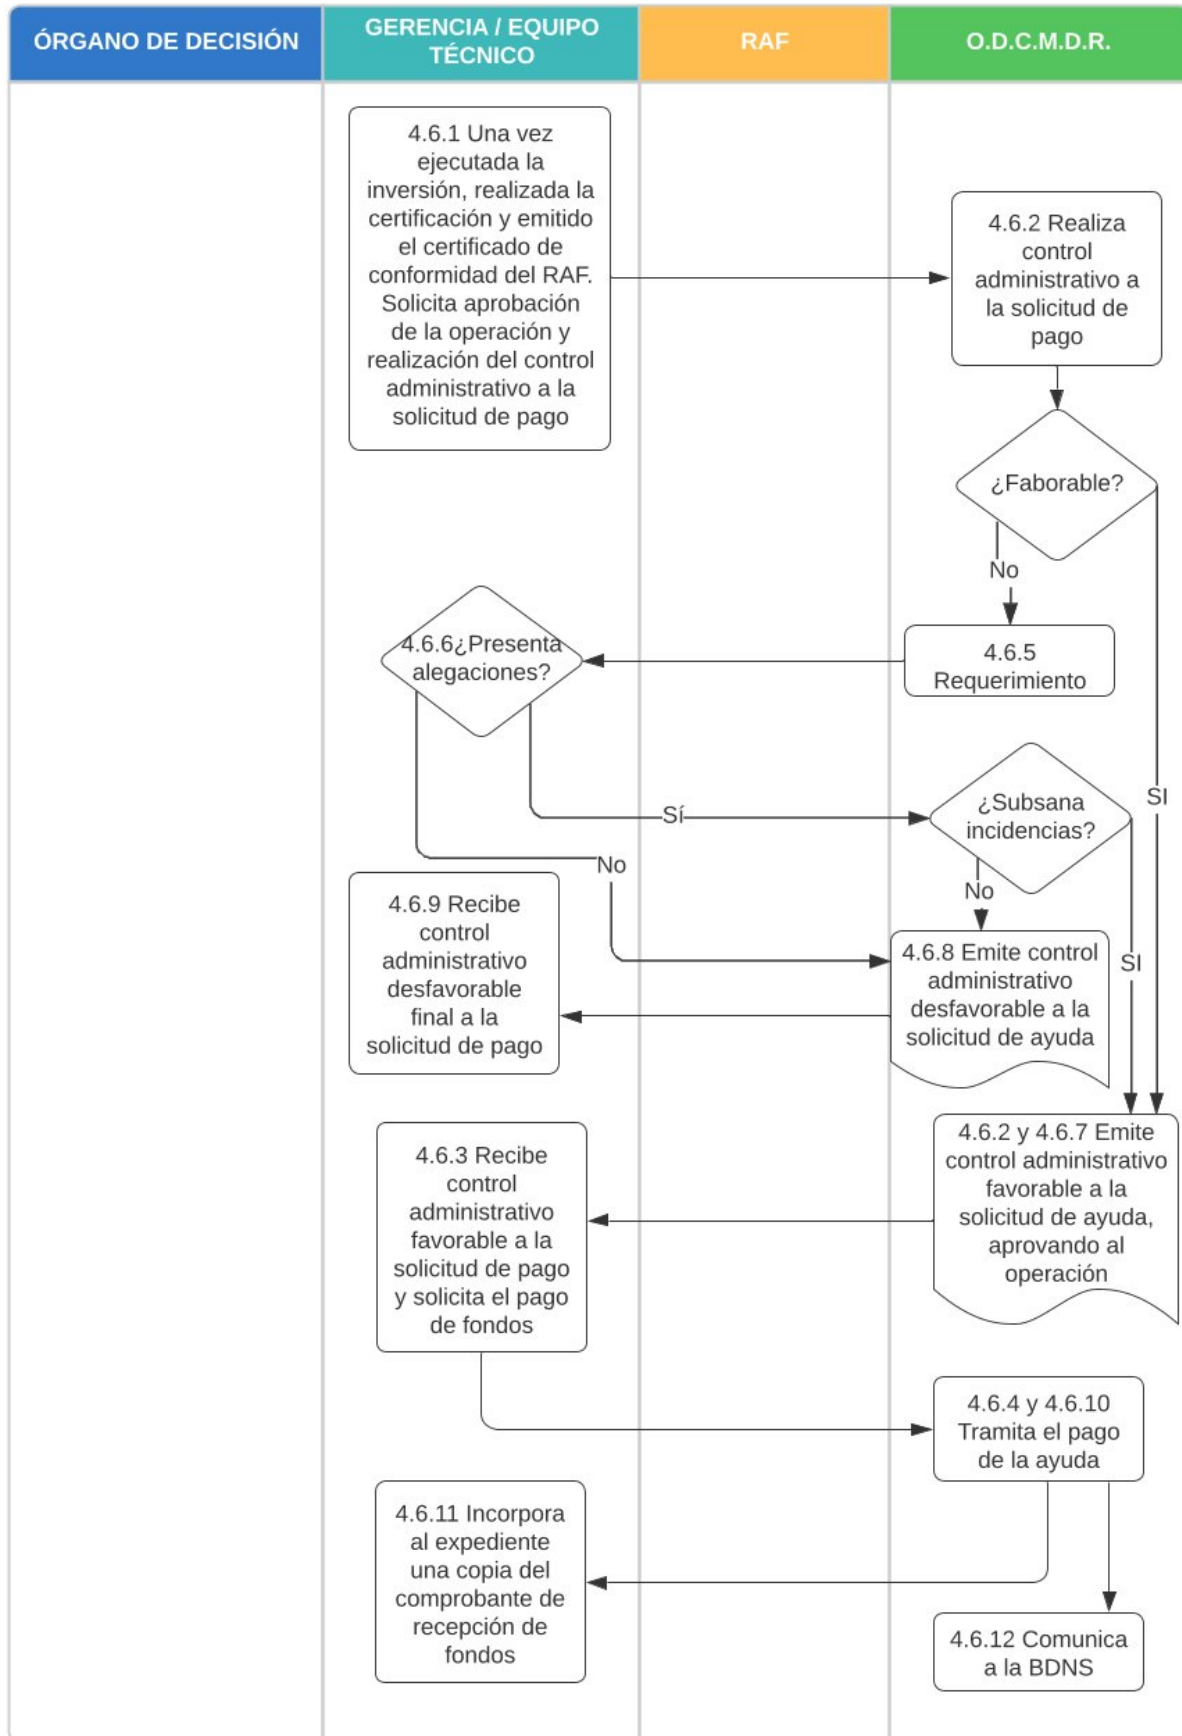 ÓRGANO DE DECISIÓN
GERENCIA / EQUIPO
TÉCNICO
RAF
O.D.C.M.D.R.
4.6.1 Una vez
ejecutada la
inversión, realizada la
certificación y emitido
el certificado de
conformidad del RAF.
Solicita aprobación
de la operación y
realización del control
administrativo a la
solicitud de pago
4.6.2 Realiza
control
administrativo a
la solicitud de
pago
¿Faborable?
No
SI
4.6.5
Requerimiento
4.6.6¿Presenta
alegaciones?
Sí
No
¿Subsana
incidencias?
No
SI
4.6.8 Emite control
administrativo
desfavorable a la
solicitud de ayuda
4.6.9 Recibe
control
administrativo
desfavorable
final a la
solicitud de pago
4.6.2 y 4.6.7 Emite
control administrativo
favorable a la
solicitud de ayuda,
aprovando al
operación
4.6.3 Recibe
control
administrativo
favorable a la
solicitud de pago
y solicita el pago
de fondos
4.6.4 y 4.6.10
Tramita el pago
de la ayuda
4.6.11 Incorpora
al expediente
una copia del
comprobante de
recepción de
fondos
4.6.12 Comunica
a la BDNS